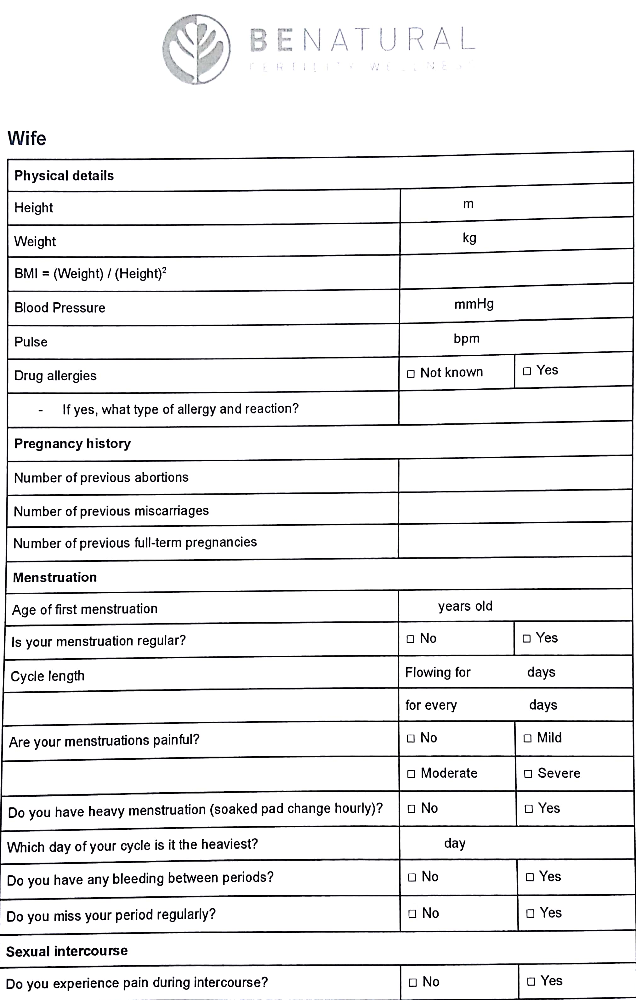 BENATURAL
FERTILITY WELLNESS
Wife
Physical details
Height m
Weight kg
BMI = (Weight) / (Height)²
Blood Pressure mmHg
Pulse bpm
Drug allergies □ Not known □ Yes
- If yes, what type of allergy and reaction?
Pregnancy history
Number of previous abortions
Number of previous miscarriages
Number of previous full-term pregnancies
Menstruation
Age of first menstruation years old
Is your menstruation regular? □ No □ Yes
Cycle length Flowing for days
for every days
Are your menstruations painful? □ No □ Mild
□ Moderate □ Severe
Do you have heavy menstruation (soaked pad change hourly)? □ No □ Yes
Which day of your cycle is it the heaviest? day
Do you have any bleeding between periods? □ No □ Yes
Do you miss your period regularly? □ No □ Yes
Sexual intercourse
Do you experience pain during intercourse? □ No □ Yes